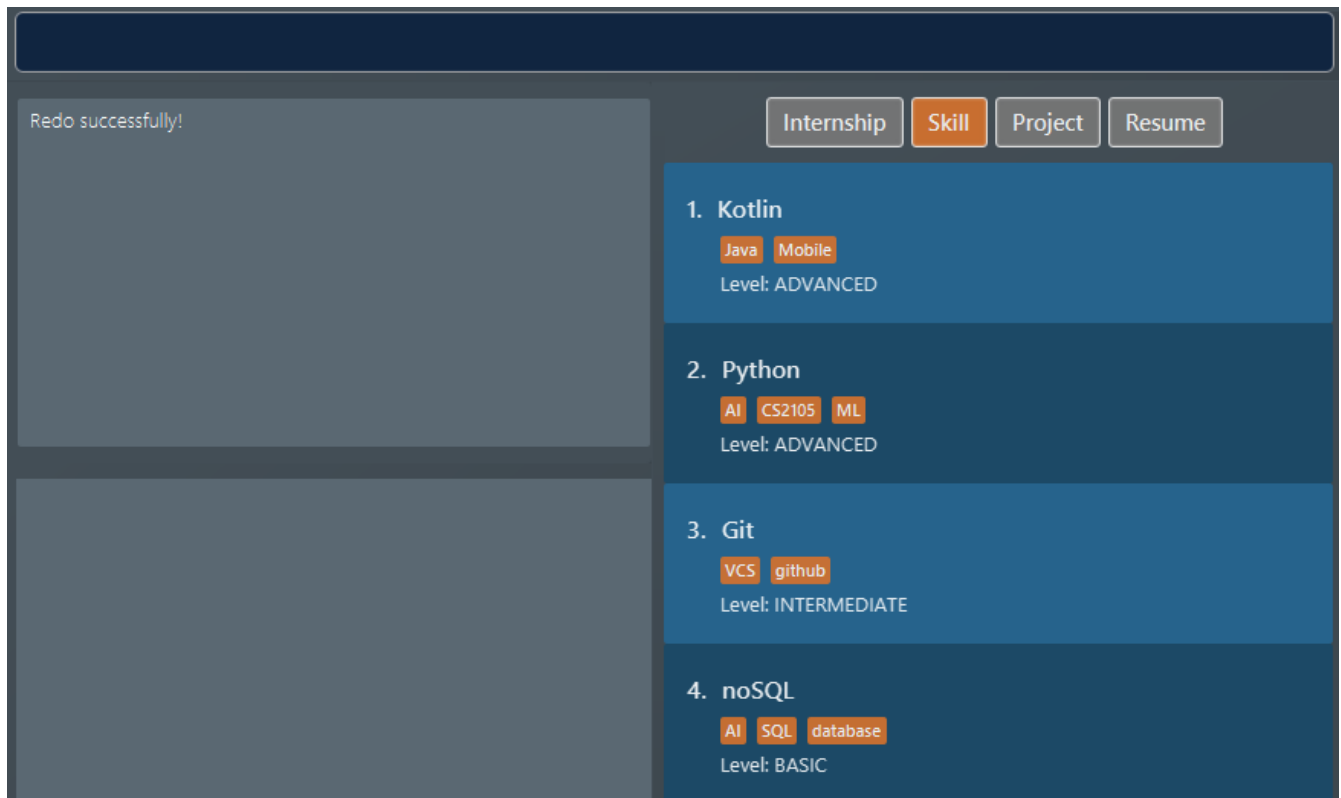 Redo successfully!
Internship Skill Project Resume
1. Kotlin
Java Mobile
Level: ADVANCED
2. Python
AI CS2105 ML
Level: ADVANCED
3. Git
VCS github
Level: INTERMEDIATE
4. noSQL
AI SQL database
Level: BASIC